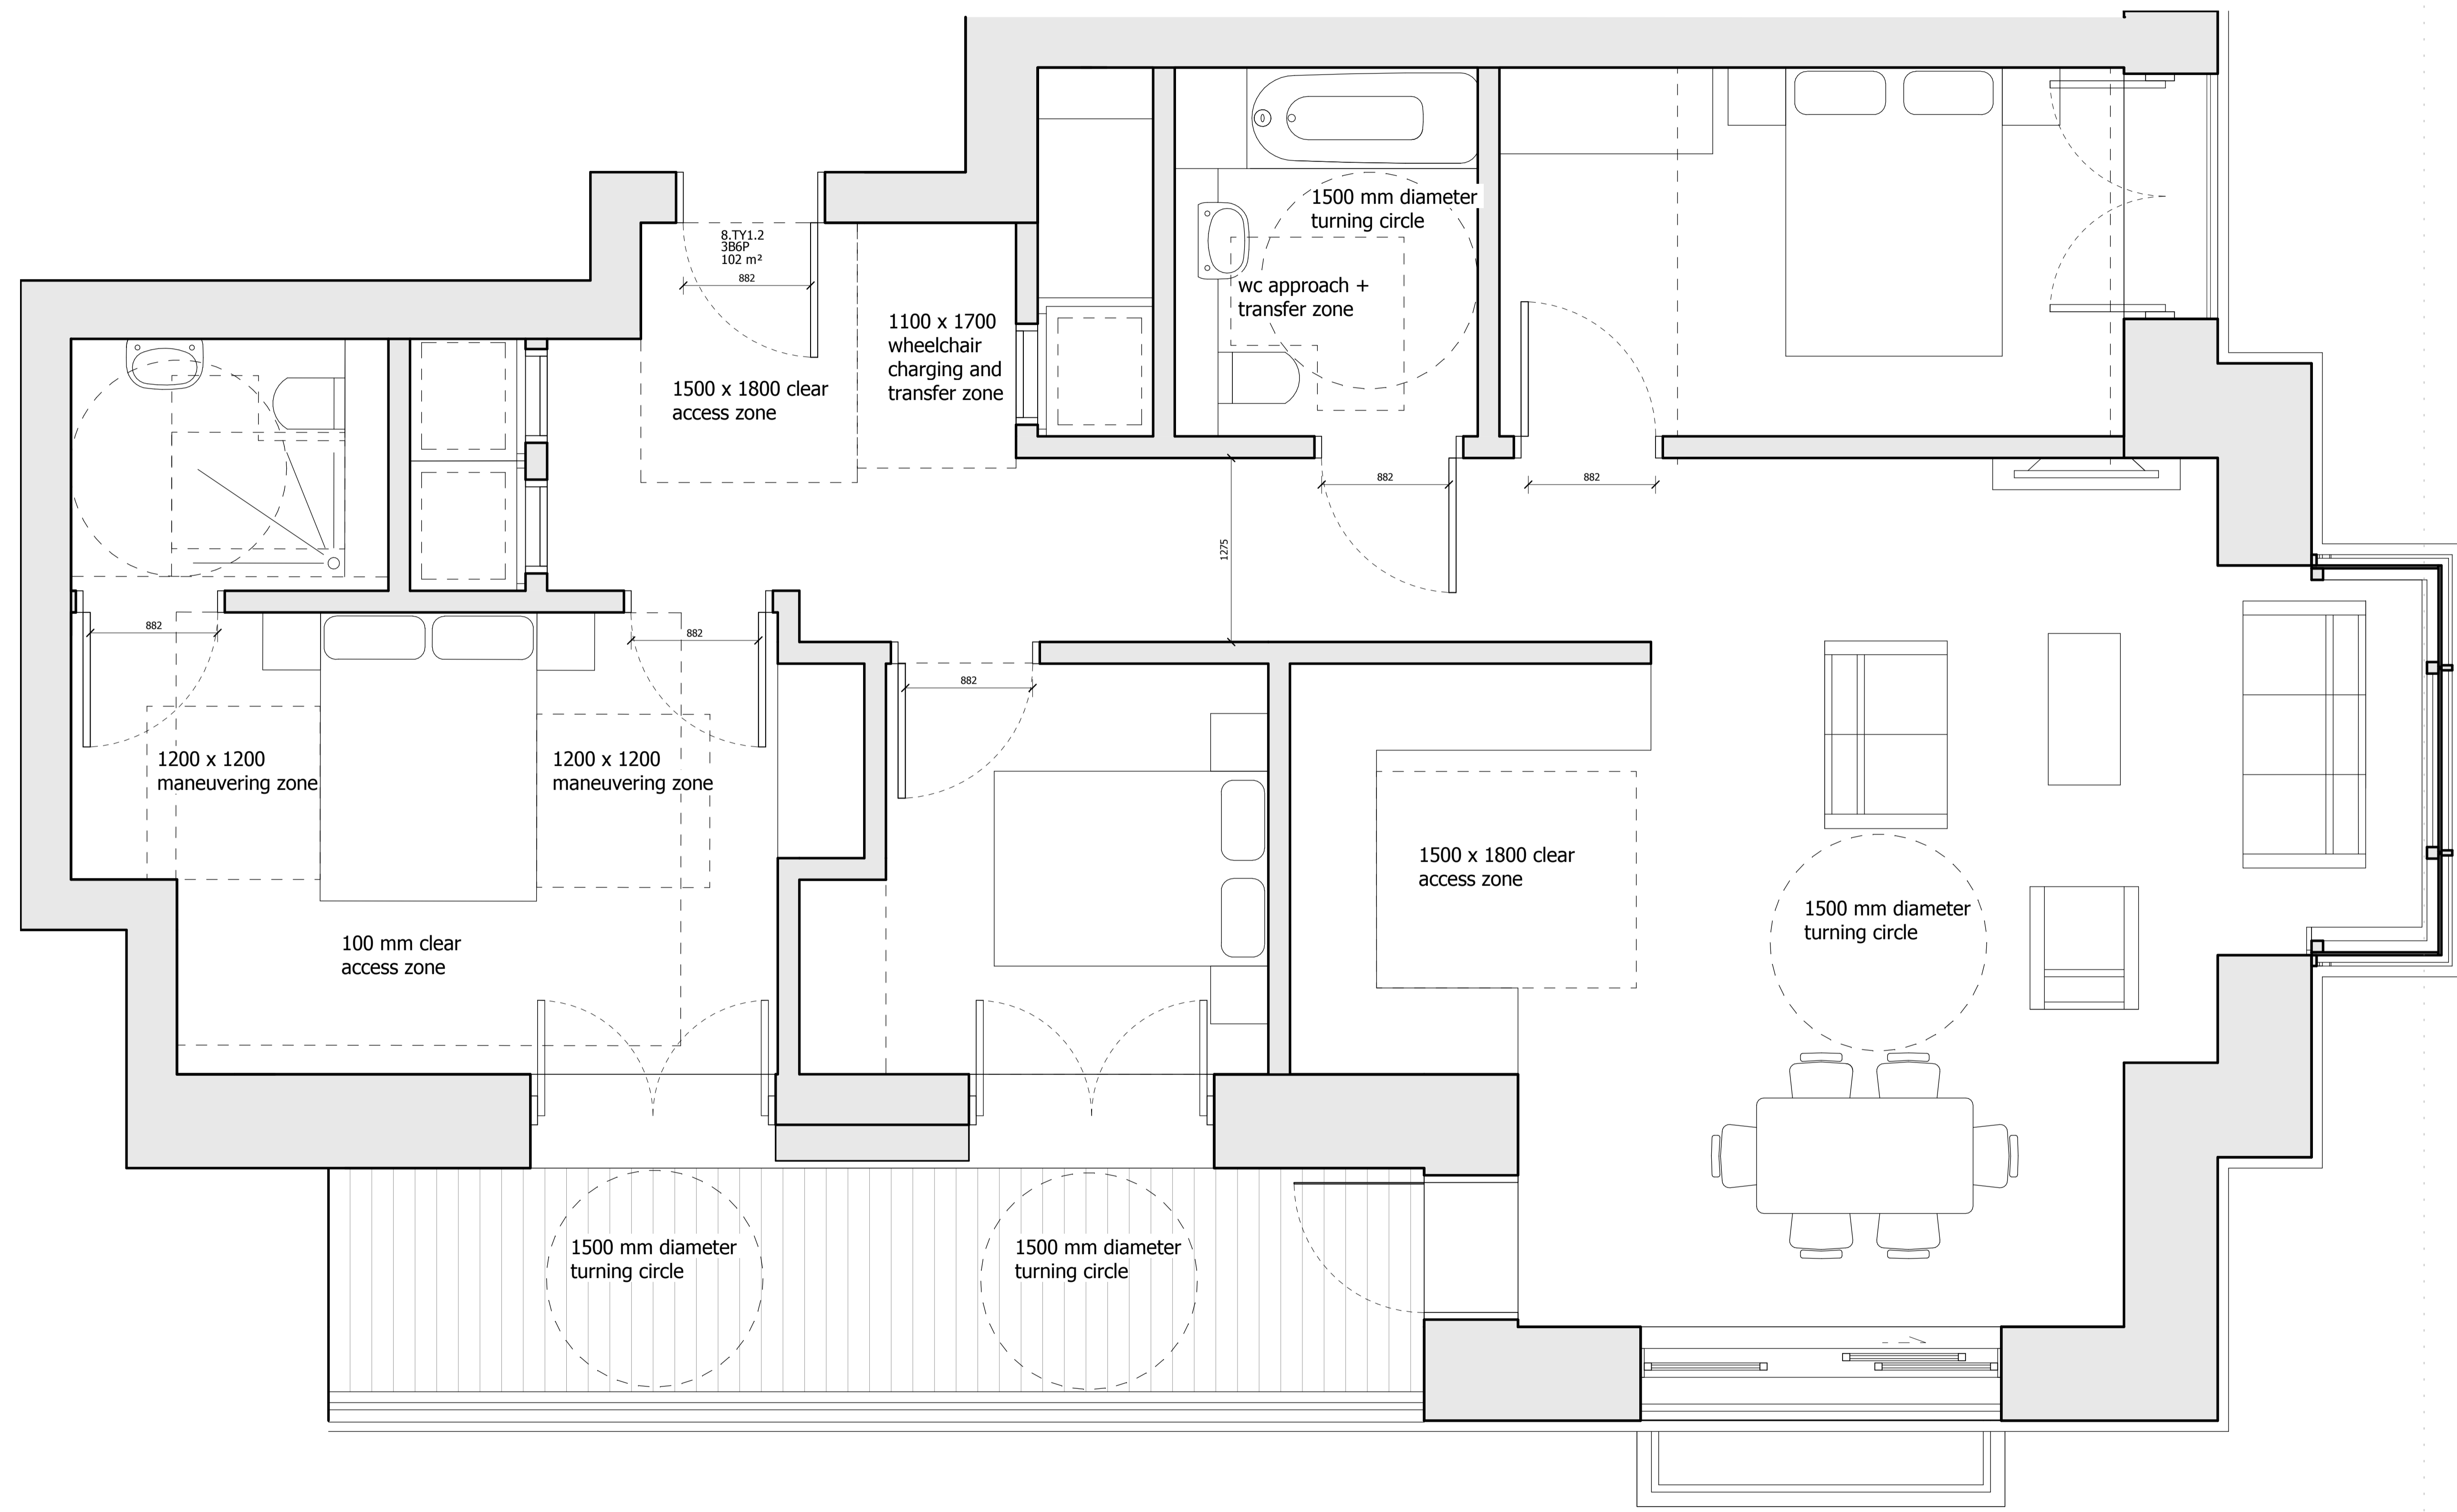 1500 mm diameter
turning circle
8.TY1.2
3B6P
102 m²
882
wc approach +
transfer zone
1100 x 1700
wheelchair
charging and
transfer zone
1500 x 1800 clear
access zone
882
882
1275
882
882
882
1200 x 1200
maneuvering zone
1200 x 1200
maneuvering zone
1500 x 1800 clear
access zone
1500 mm diameter
turning circle
100 mm clear
access zone
1500 mm diameter
turning circle
1500 mm diameter
turning circle